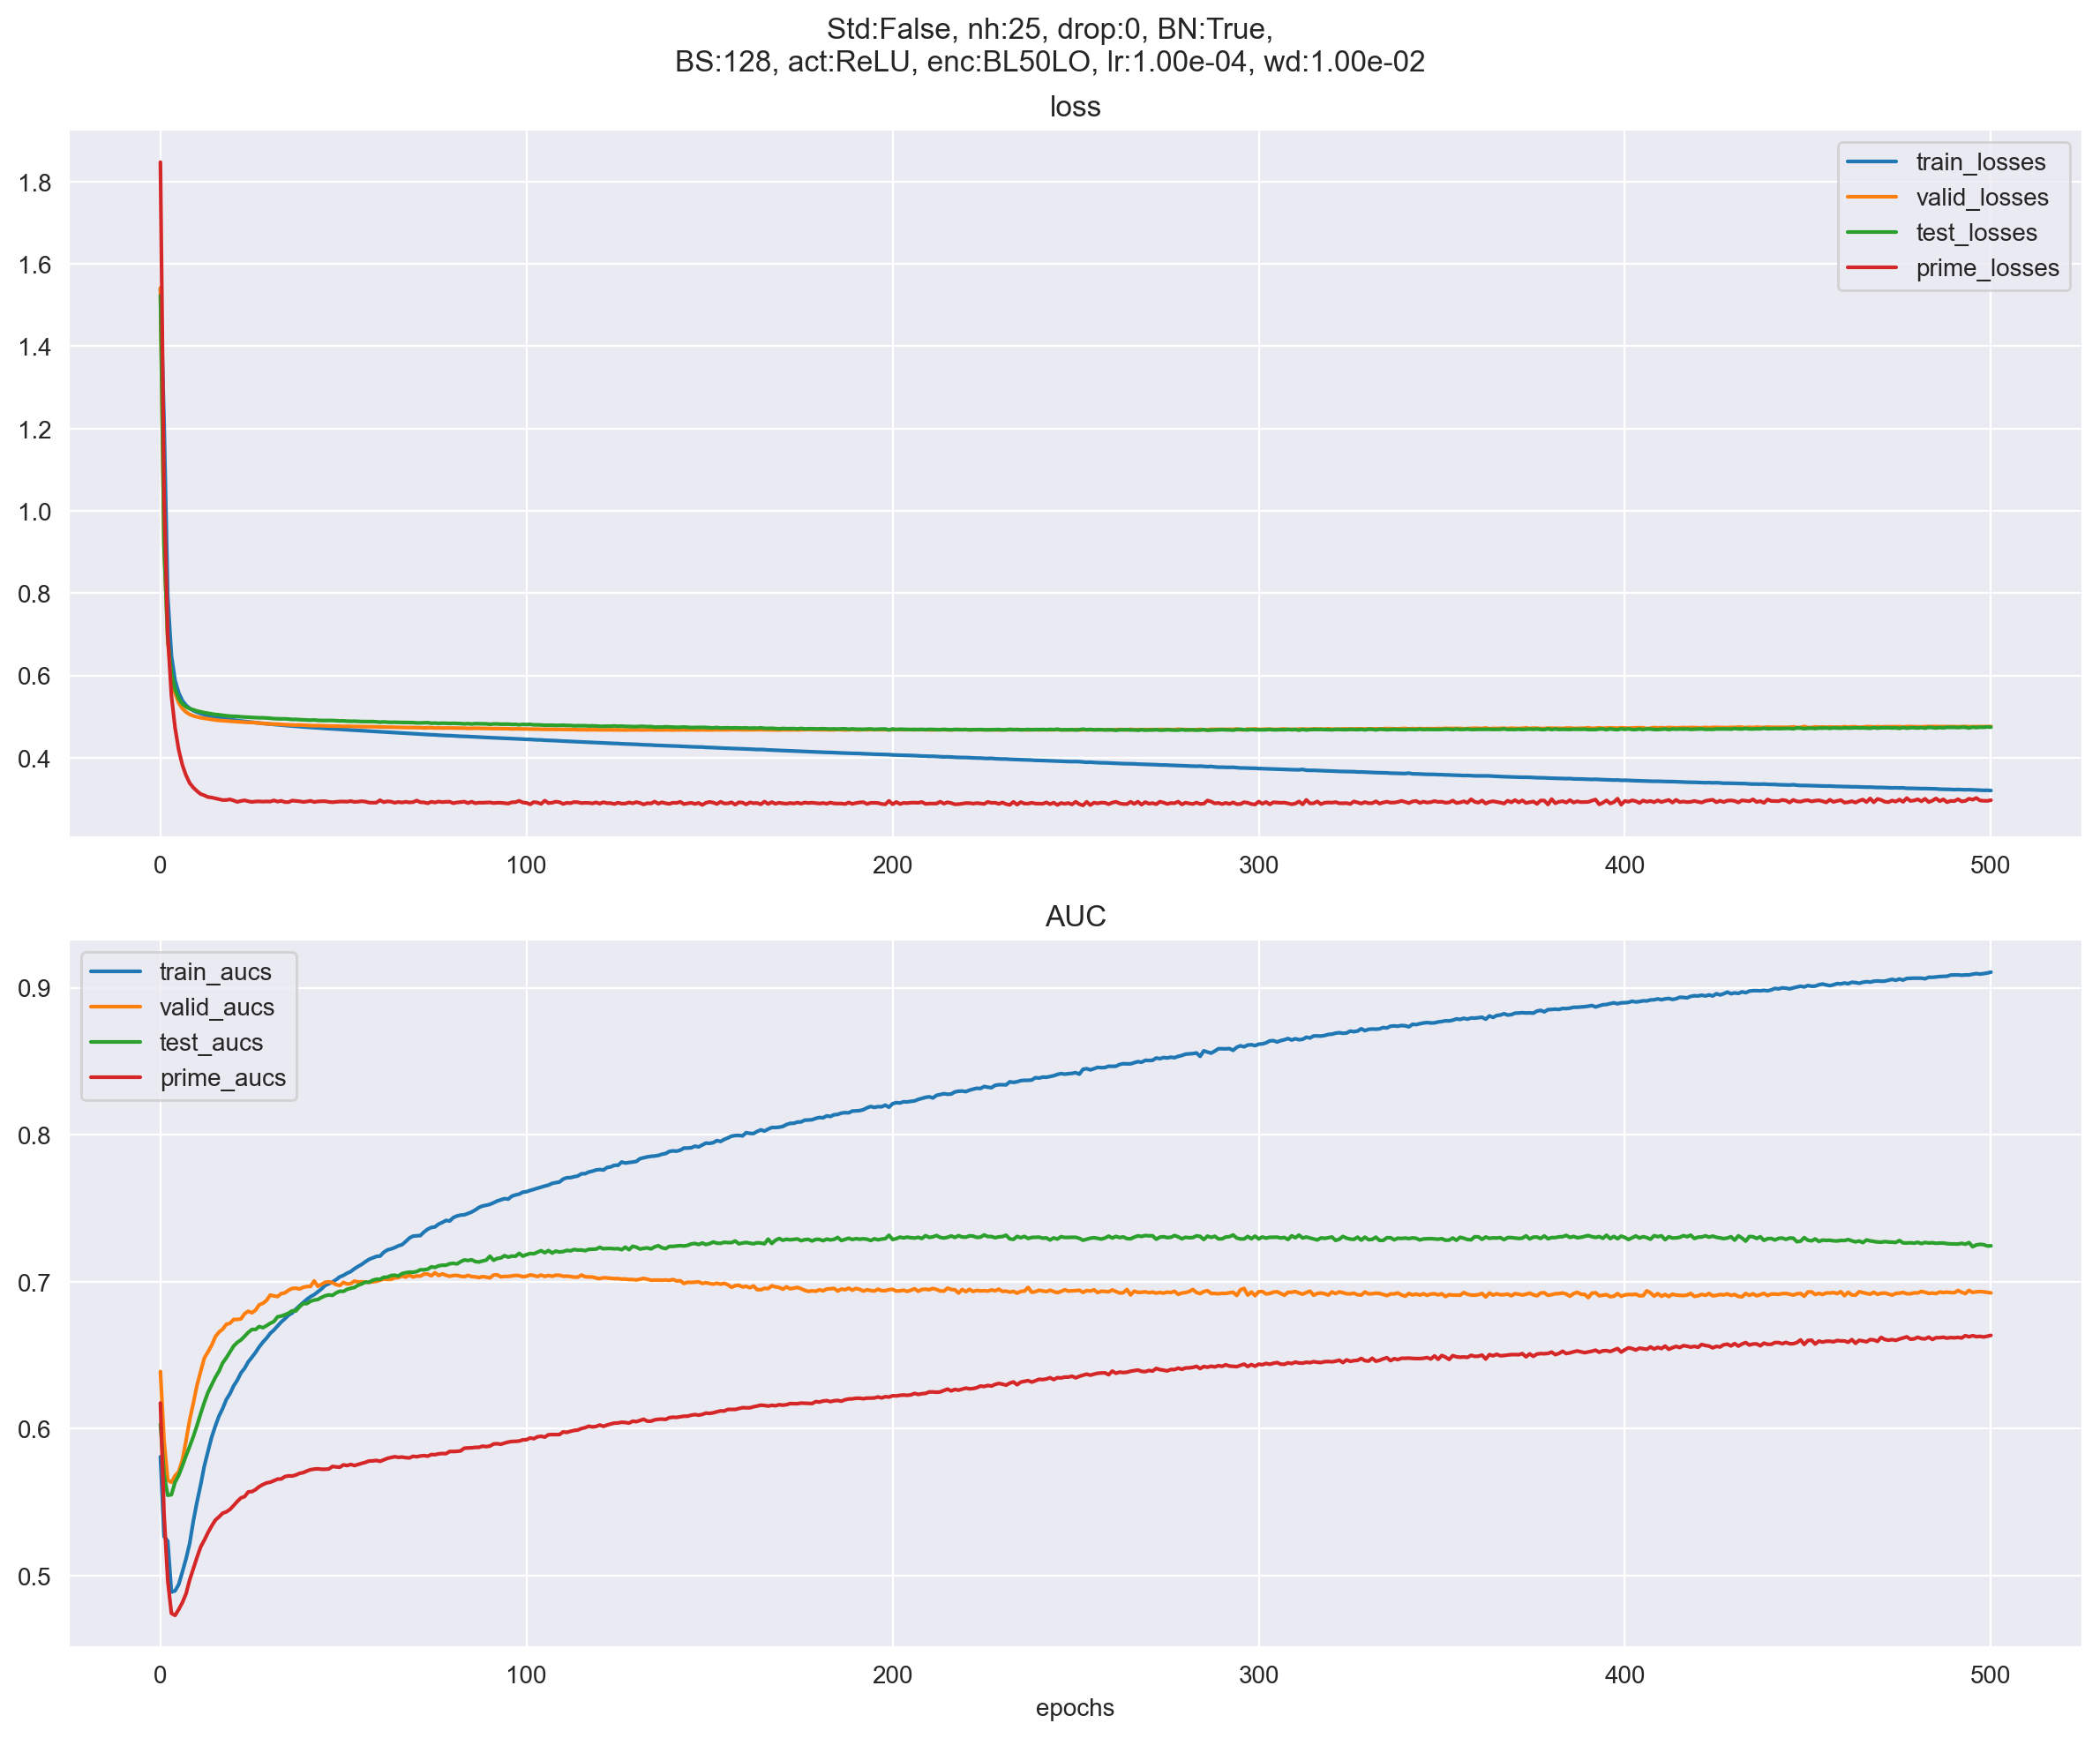 Std:False, nh:25, drop:0, BN:True,
BS:128, act:ReLU, enc:BL50LO, lr:1.00e-04, wd:1.00e-02
loss
train_losses
valid_losses
test_losses
prime_losses
1.8
1.6
1.4
1.2
1.0
0.8
0.6
0.4
0 100 200 300 400 500
AUC
train_aucs
valid_aucs
test_aucs
prime_aucs
0.9
0.8
0.7
0.6
0.5
0 100 200 300 400 500
epochs